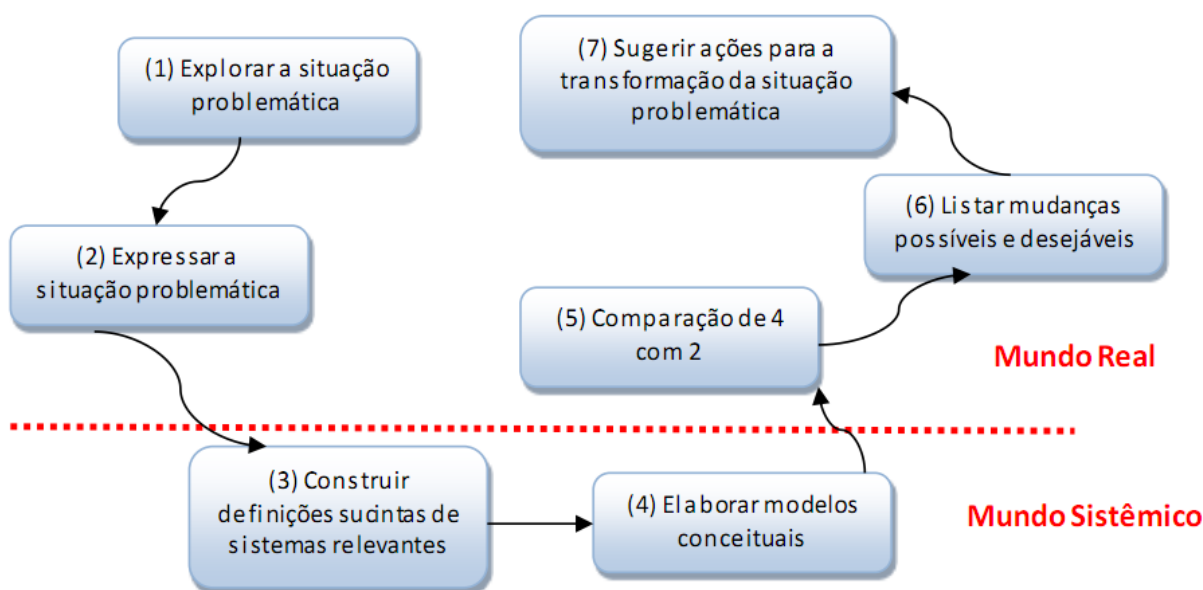 (1) Explorar a situação
problemática
(2) Expressar a
situação problemática
(3) Construir
definições sucintas de
sistemas relevantes
(4) Elaborar modelos
conceituais
(5) Comparação de 4
com 2
(6) Listar mudanças
possíveis e desejáveis
(7) Sugerir ações para a
transformação da situação
problemática
Mundo Real
Mundo Sistêmico